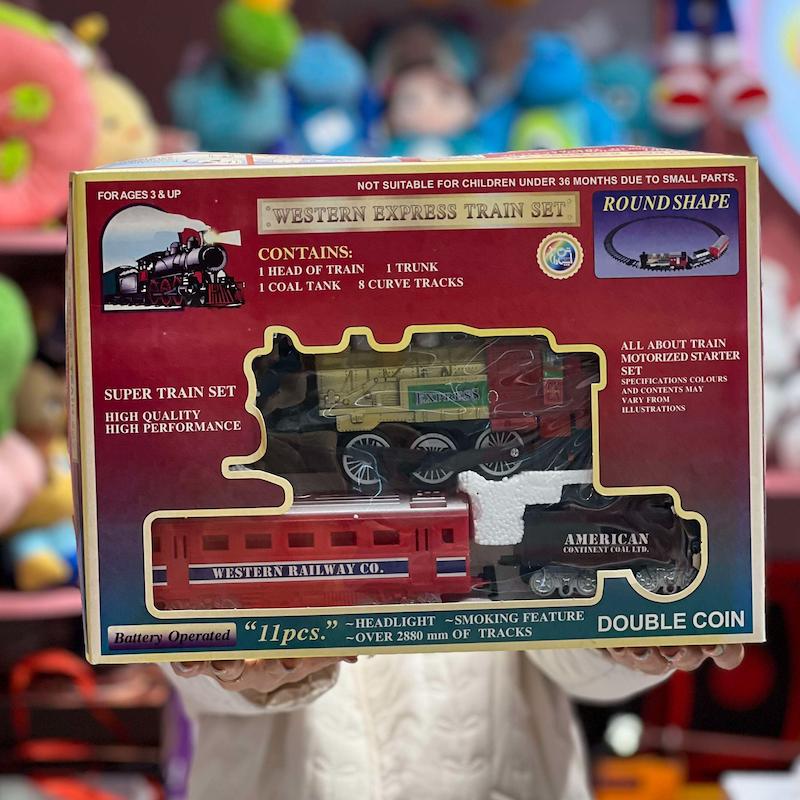 FOR AGES 3 & UP
NOT SUITABLE FOR CHILDREN UNDER 36 MONTHS DUE TO SMALL PARTS.
WESTERN EXPRESS TRAIN SET
ROUND SHAPE
CONTAINS:
1 HEAD OF TRAIN 1 TRUNK
1 COAL TANK 8 CURVE TRACKS
ALL ABOUT TRAIN
MOTORIZED STARTER
SET
SPECIFICATIONS COLOURS
AND CONTENTS MAY
VARY FROM
ILLUSTRATIONS
SUPER TRAIN SET
HIGH QUALITY
HIGH PERFORMANCE
EXPRESS
AMERICAN
CONTINENT COAL LTD.
WESTERN RAILWAY CO.
Battery Operated "11pcs." ~HEADLIGHT ~SMOKING FEATURE
~OVER 2880 mm OF TRACKS
DOUBLE COIN